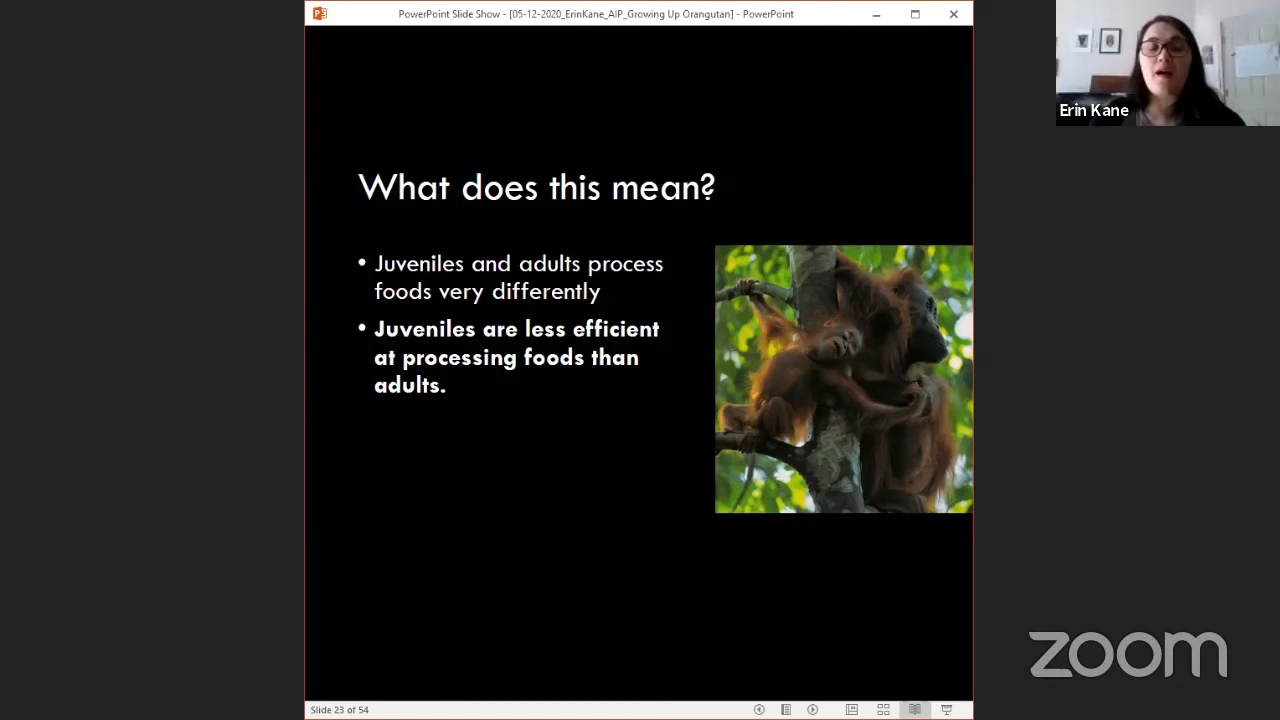 PowerPoint Slide Show - [05-12-2020_ErinKane_AIP_Growing Up Orangutan] - PowerPoint
Erin Kane
What does this mean?
• Juveniles and adults process
foods very differently
• Juveniles are less efficient
at processing foods than
adults.
zoom
Slide 23 of 54